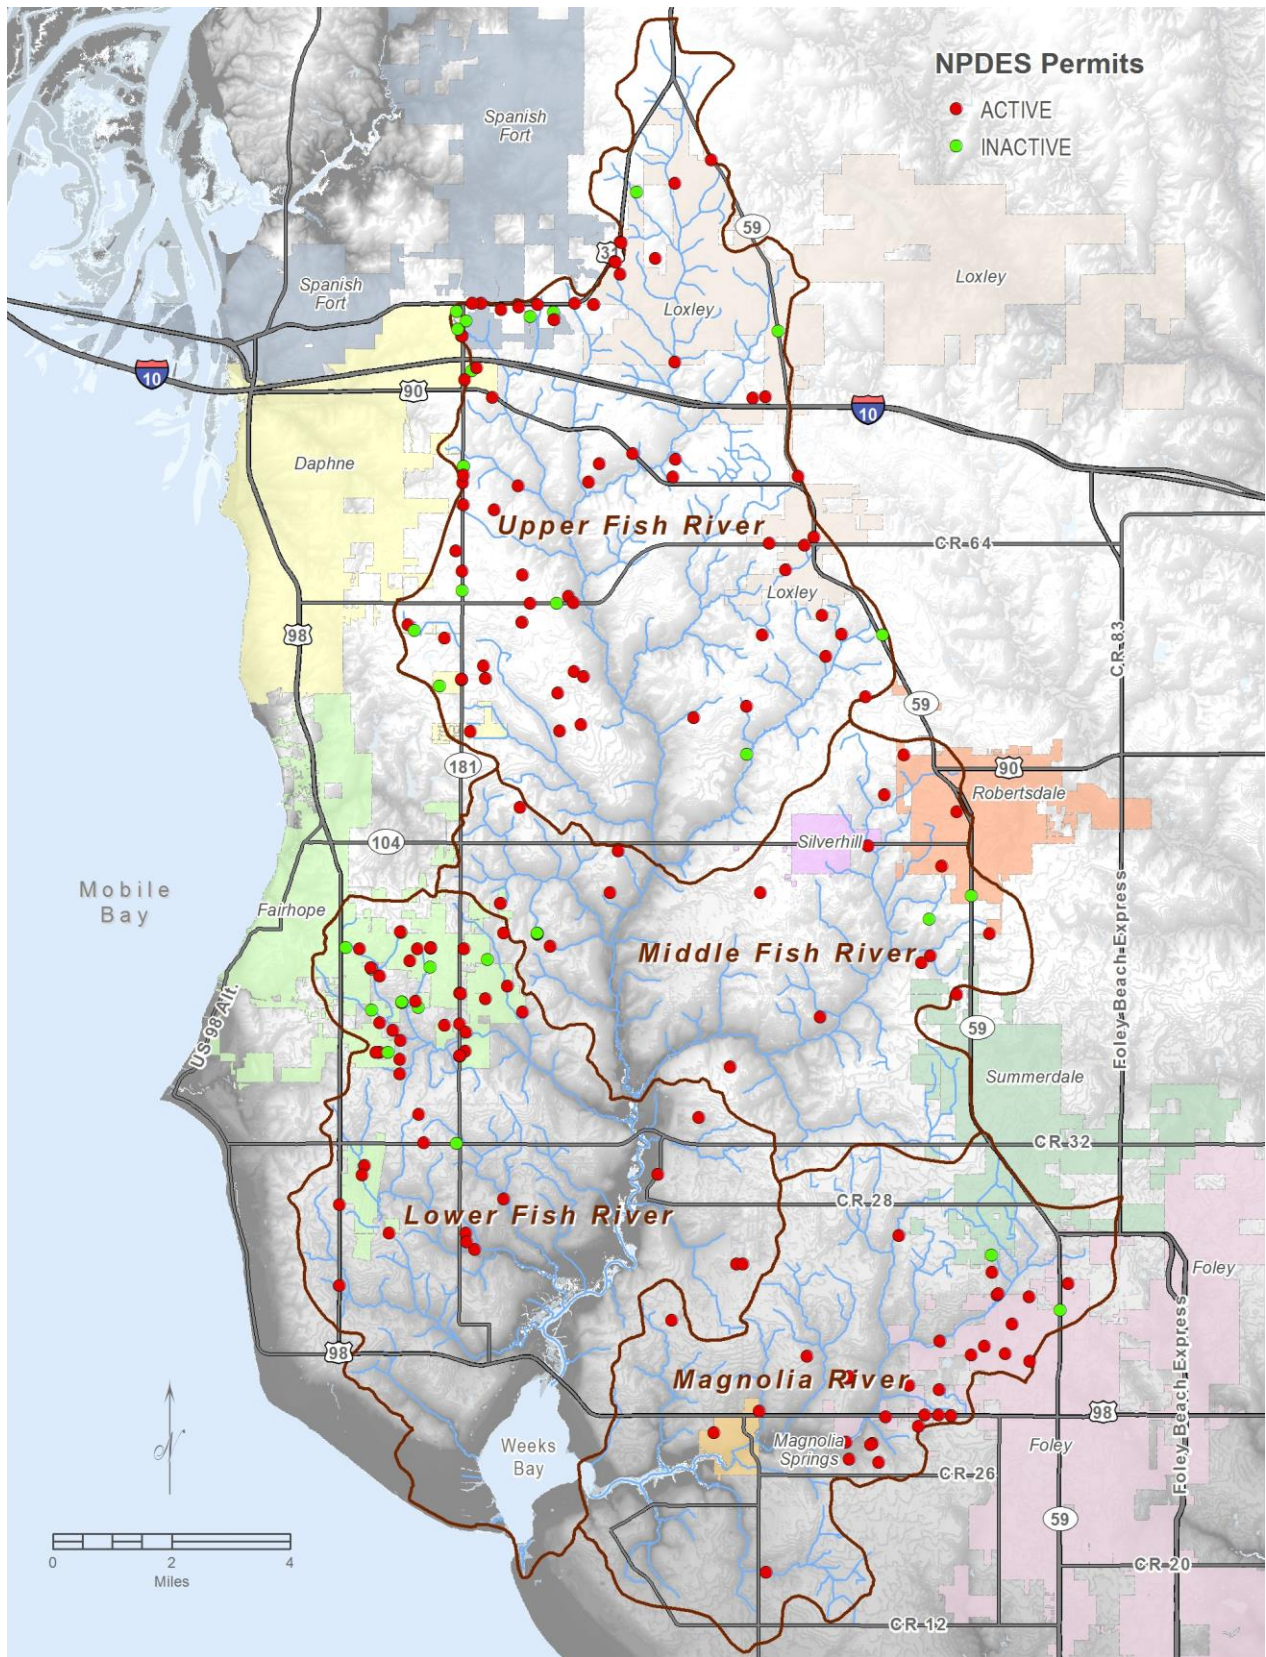 NPDES Permits
ACTIVE
INACTIVE
Spanish
Fort
59
31
Loxley
Spanish
Fort
Loxley
10
90
10
Daphne
Upper Fish River
CR 64
Loxley
98
CR 83
59
181
90
Robertsdale
104
Silverhill
Mobile
Bay
Fairhope
Middle Fish River
US 98 Alt.
59
Foley Beach Express
Summerdale
CR 32
CR 28
Lower Fish River
Foley
98
Foley Beach Express
Magnolia River
98
Weeks
Bay
Magnolia
Springs
Foley
CR 26
N
59
0 2 4
Miles
CR 20
CR 12